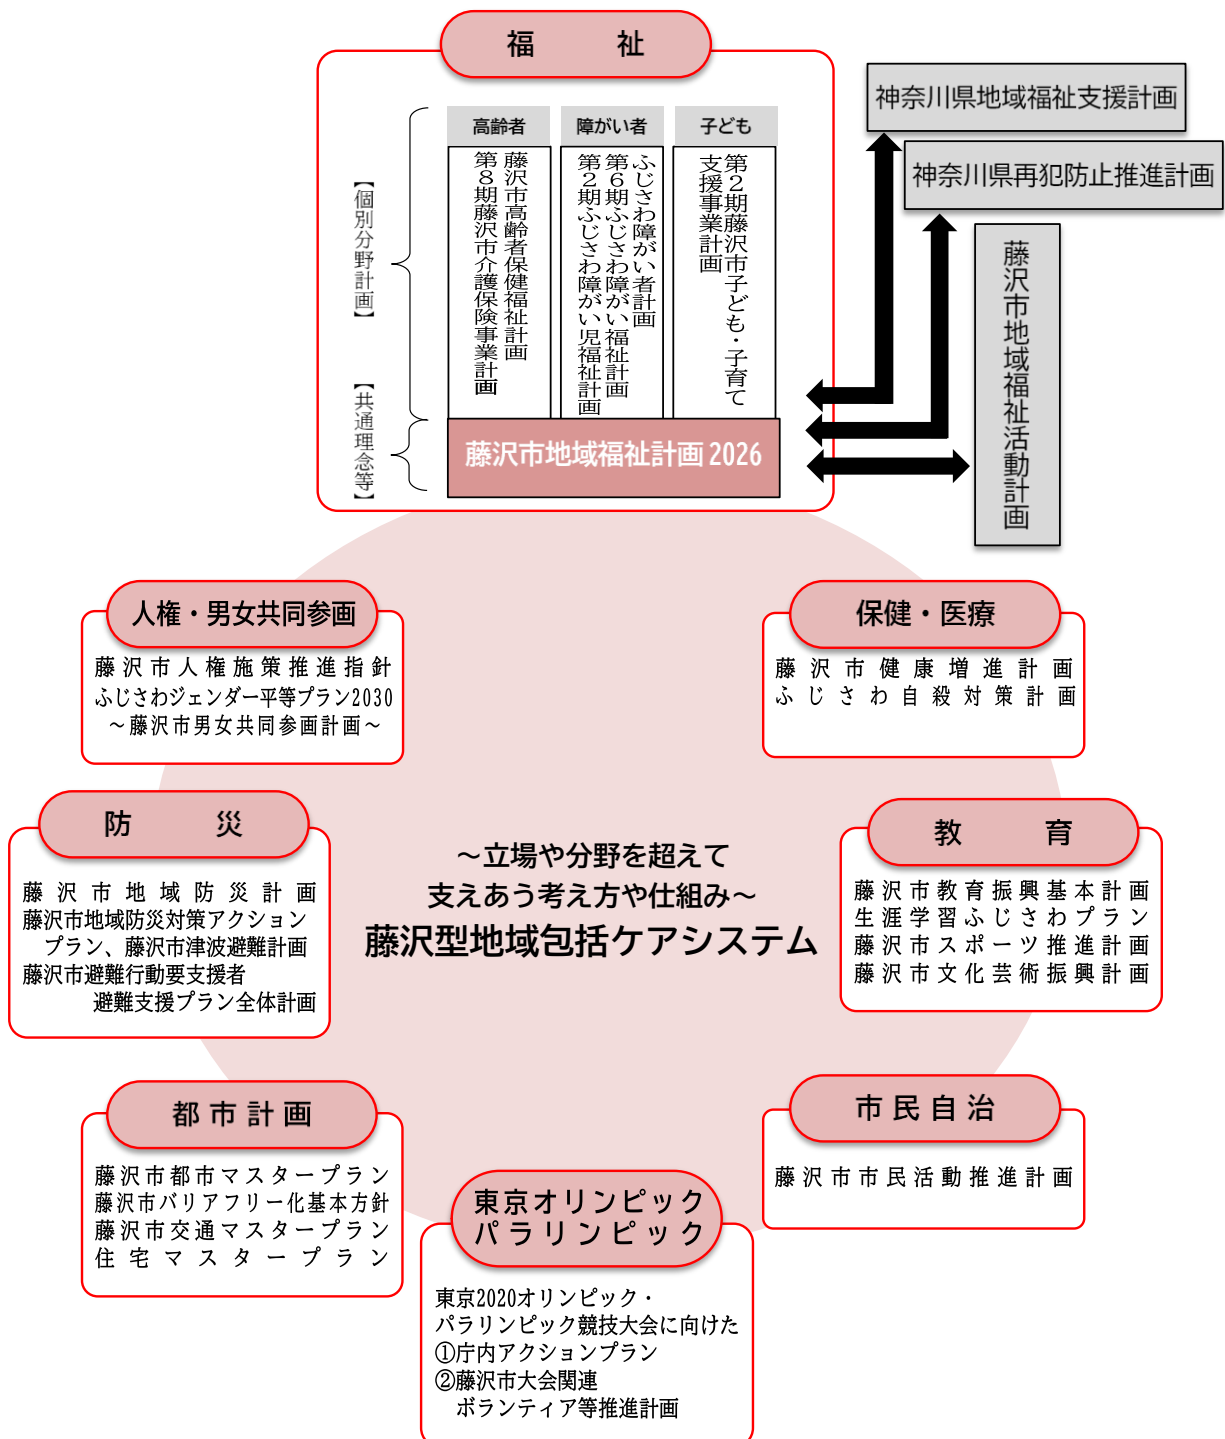 福 祉
神奈川県地域福祉支援計画
神奈川県再犯防止推進計画
藤沢市地域福祉活動計画
【個別分野計画】
【共通理念等】
高齢者
藤沢市高齢者保健福祉計画
第8期藤沢市介護保険事業計画
障がい者
ふじさわ障がい者計画
第6期ふじさわ障がい福祉計画
第2期ふじさわ障がい児福祉計画
子ども
第2期藤沢市子ども・子育て
支援事業計画
藤沢市地域福祉計画 2026
人権・男女共同参画
藤沢市人権施策推進指針
ふじさわジェンダー平等プラン2030
～藤沢市男女共同参画計画～
保健・医療
藤沢市健康増進計画
ふじさわ自殺対策計画
防 災
藤沢市地域防災計画
藤沢市地域防災対策アクション
プラン、藤沢市津波避難計画
藤沢市避難行動要支援者
避難支援プラン全体計画
～立場や分野を超えて
支えあう考え方や仕組み～
藤沢型地域包括ケアシステム
教 育
藤沢市教育振興基本計画
生涯学習ふじさわプラン
藤沢市スポーツ推進計画
藤沢市文化芸術振興計画
都市計画
藤沢市都市マスタープラン
藤沢市バリアフリー化基本方針
藤沢市交通マスタープラン
住宅マスタープラン
市民自治
藤沢市市民活動推進計画
東京オリンピック
パラリンピック
東京2020オリンピック・
パラリンピック競技大会に向けた
①庁内アクションプラン
②藤沢市大会関連
ボランティア等推進計画